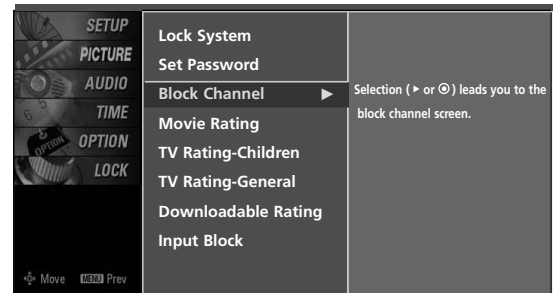 SETUP
PICTURE
AUDIO
TIME
OPTION
LOCK
Move MENU Prev
Lock System
Set Password
Block Channel ►
Movie Rating
TV Rating-Children
TV Rating-General
Downloadable Rating
Input Block
Selection (► or ⊙) leads you to the
block channel screen.